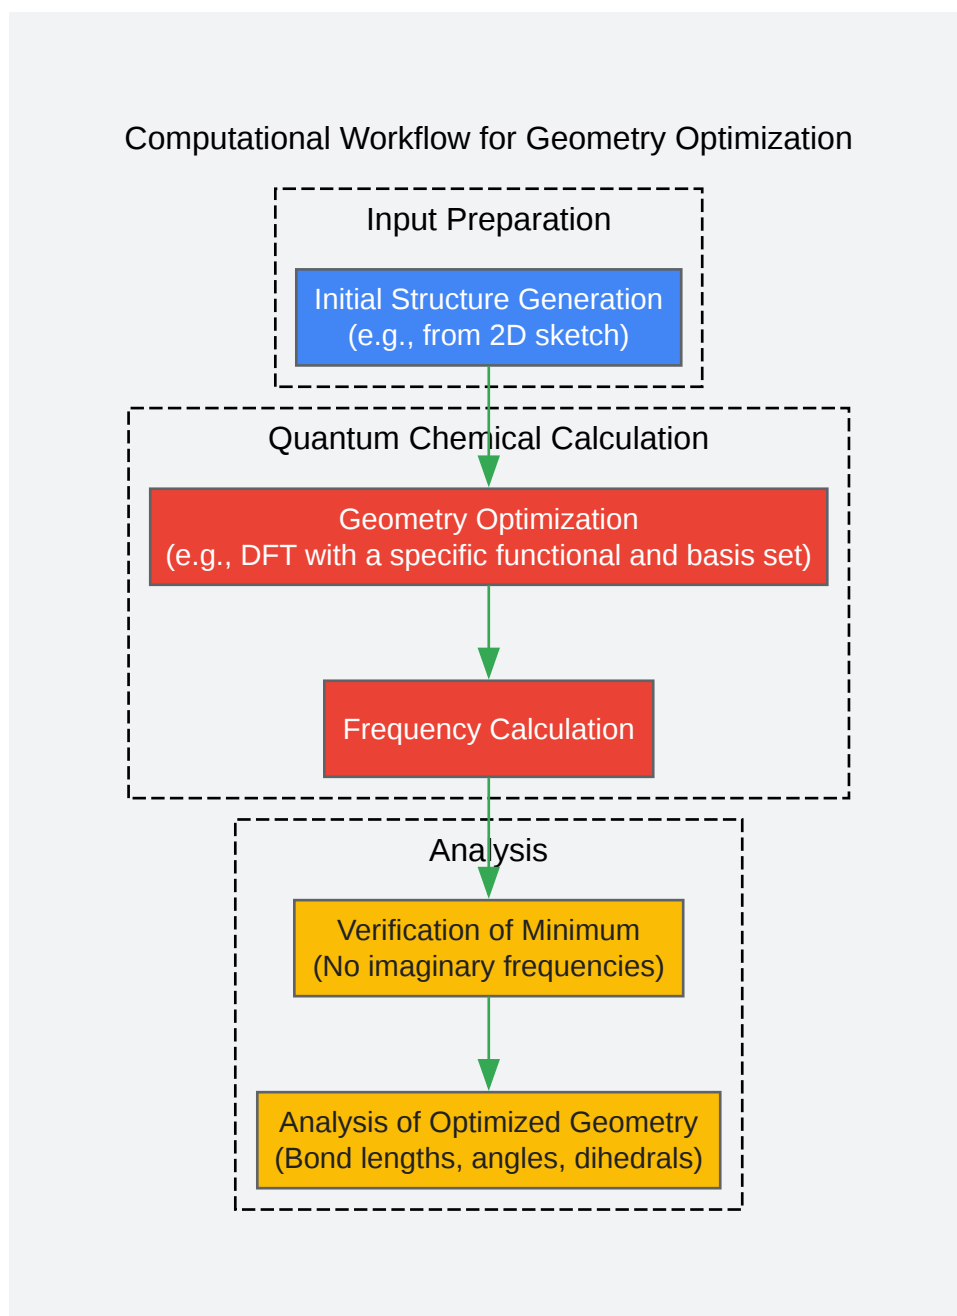 Computational Workflow for Geometry Optimization
Input Preparation
Initial Structure Generation
(e.g., from 2D sketch)
Quantum Chemical Calculation
Geometry Optimization
(e.g., DFT with a specific functional and basis set)
Frequency Calculation
Analysis
Verification of Minimum
(No imaginary frequencies)
Analysis of Optimized Geometry
(Bond lengths, angles, dihedrals)